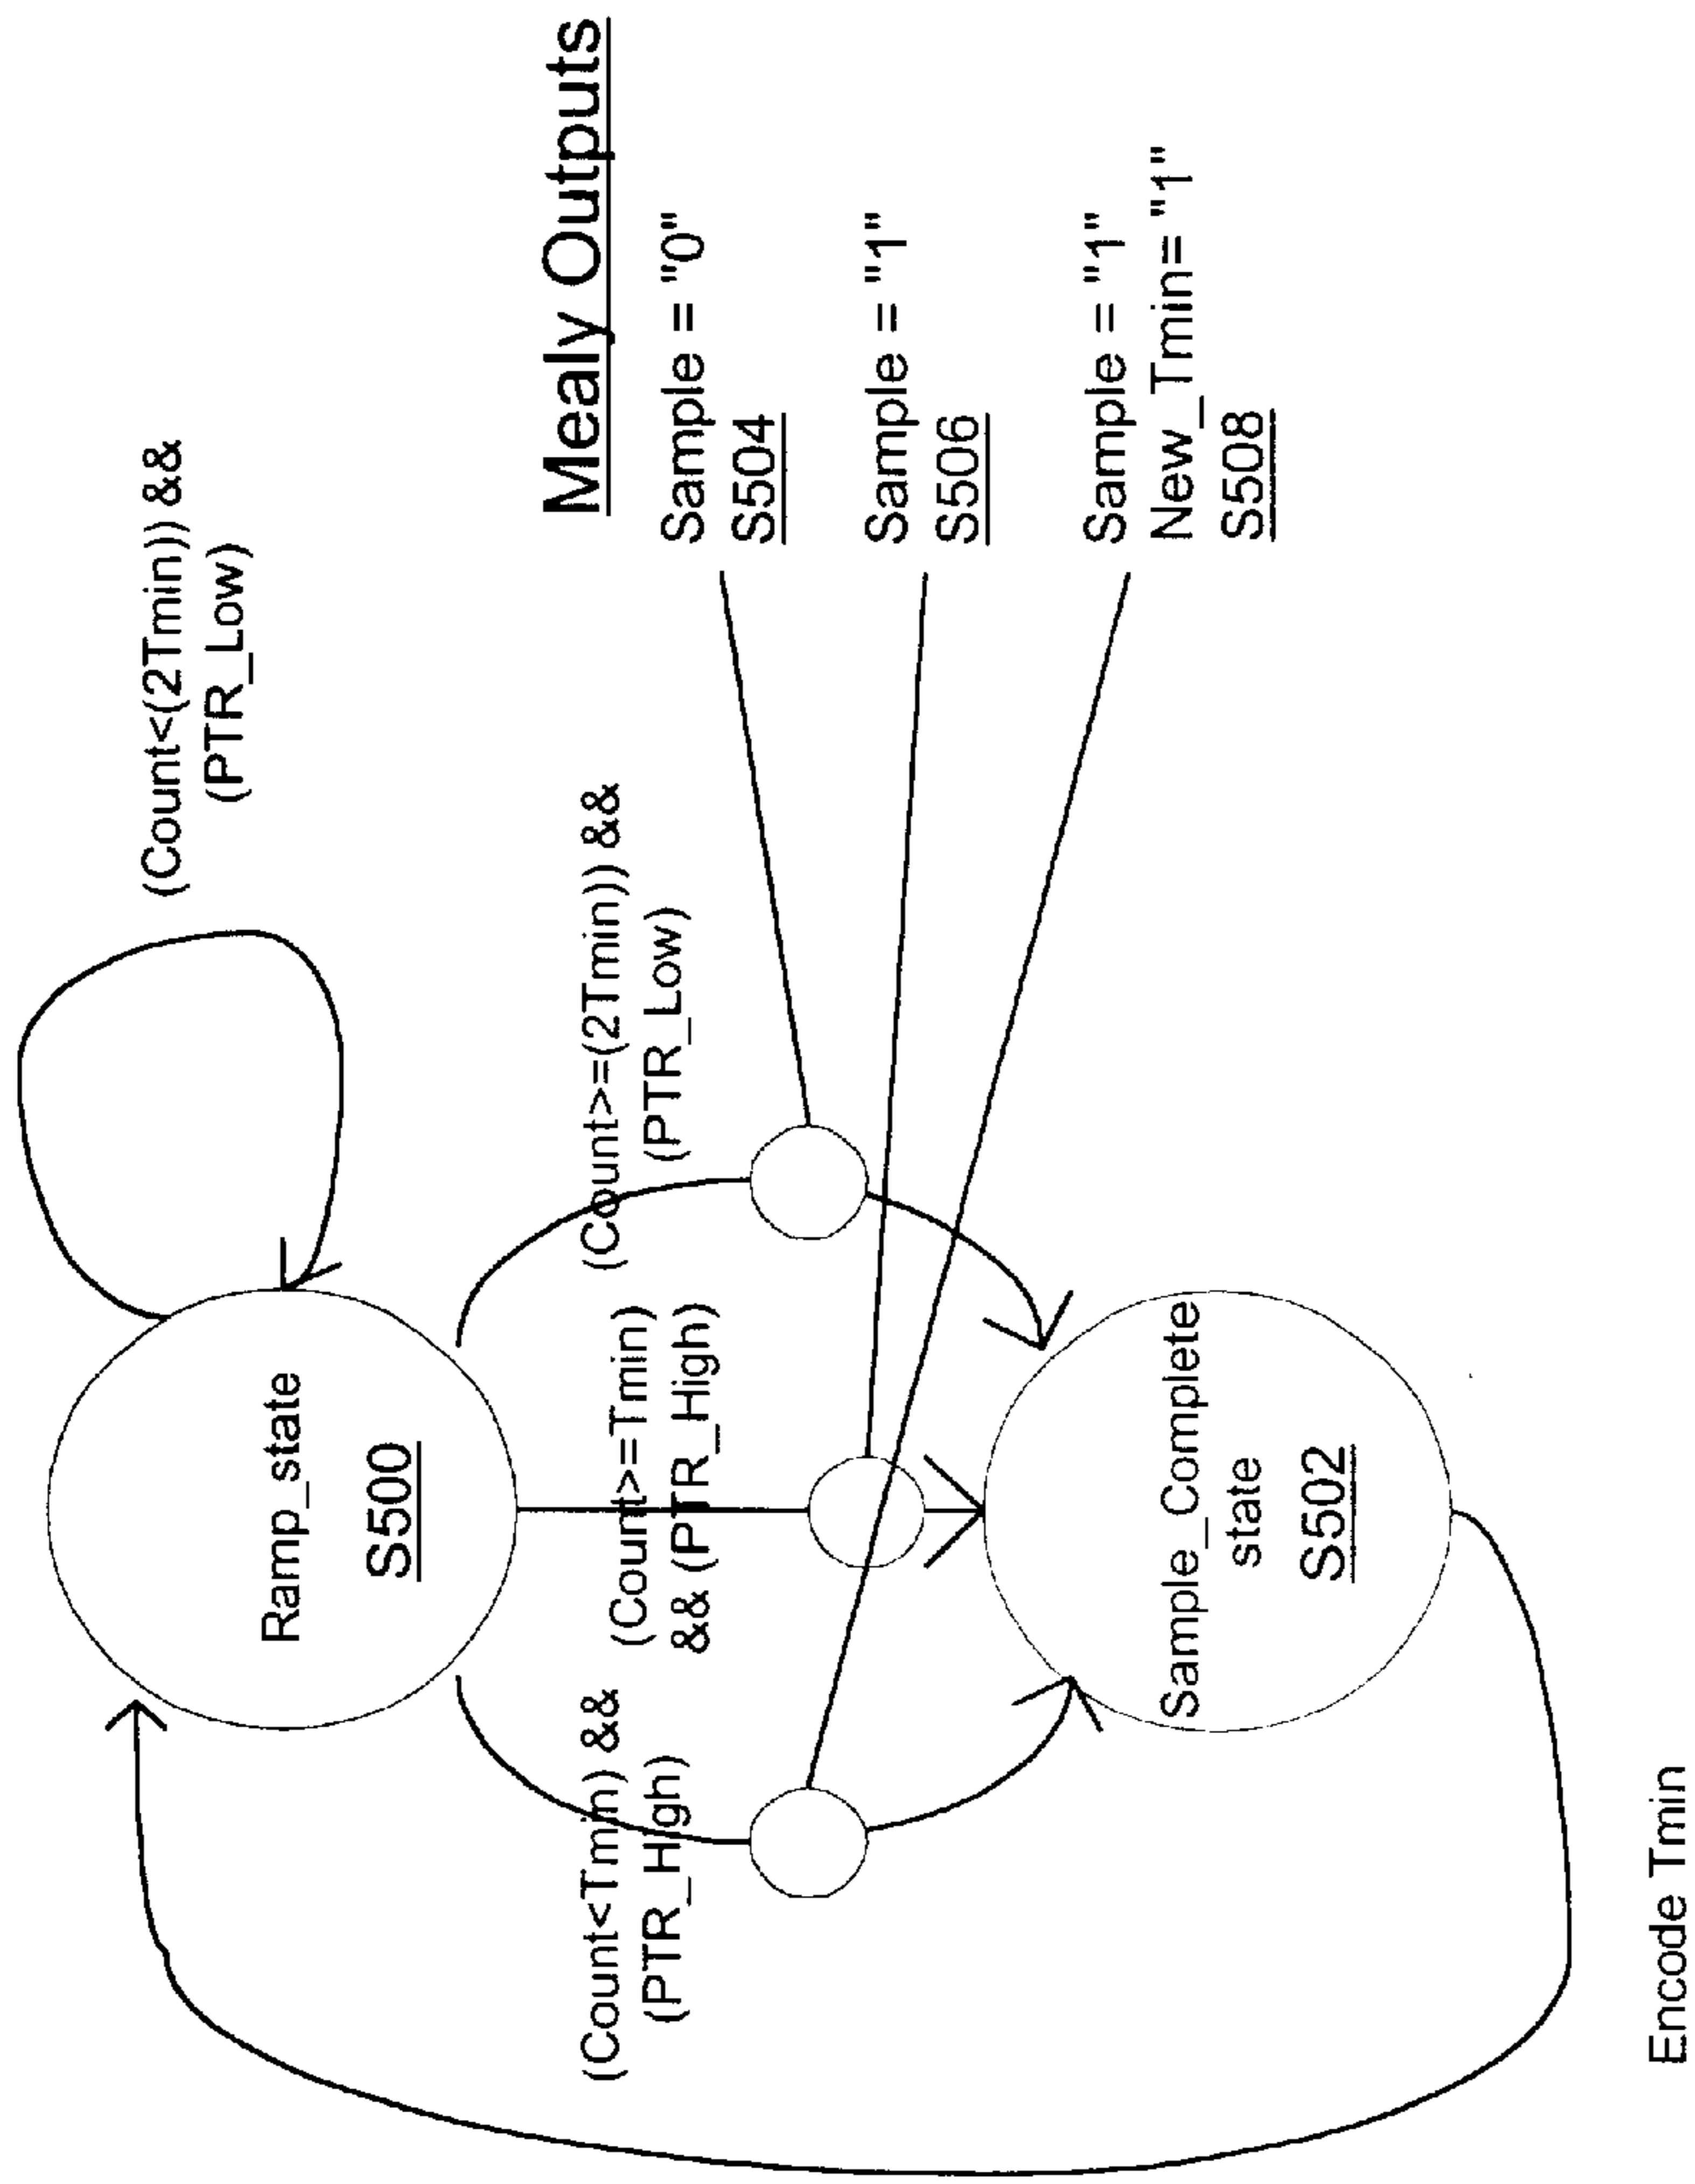 (Count<(2Tmin)) &&
(PTR_Low)
Ramp_state
S500
(Count<Tmin) &&
(PTR_High)
(Count>=Tmin)
&& (PTR_High)
(Count>=(2Tmin)) &&
(PTR_Low)
Mealy Outputs
Sample = "0"
S504
Sample = "1"
S506
Sample = "1"
New_Tmin= "1"
S508
Sample_Complete
state
S502
Encode Tmin